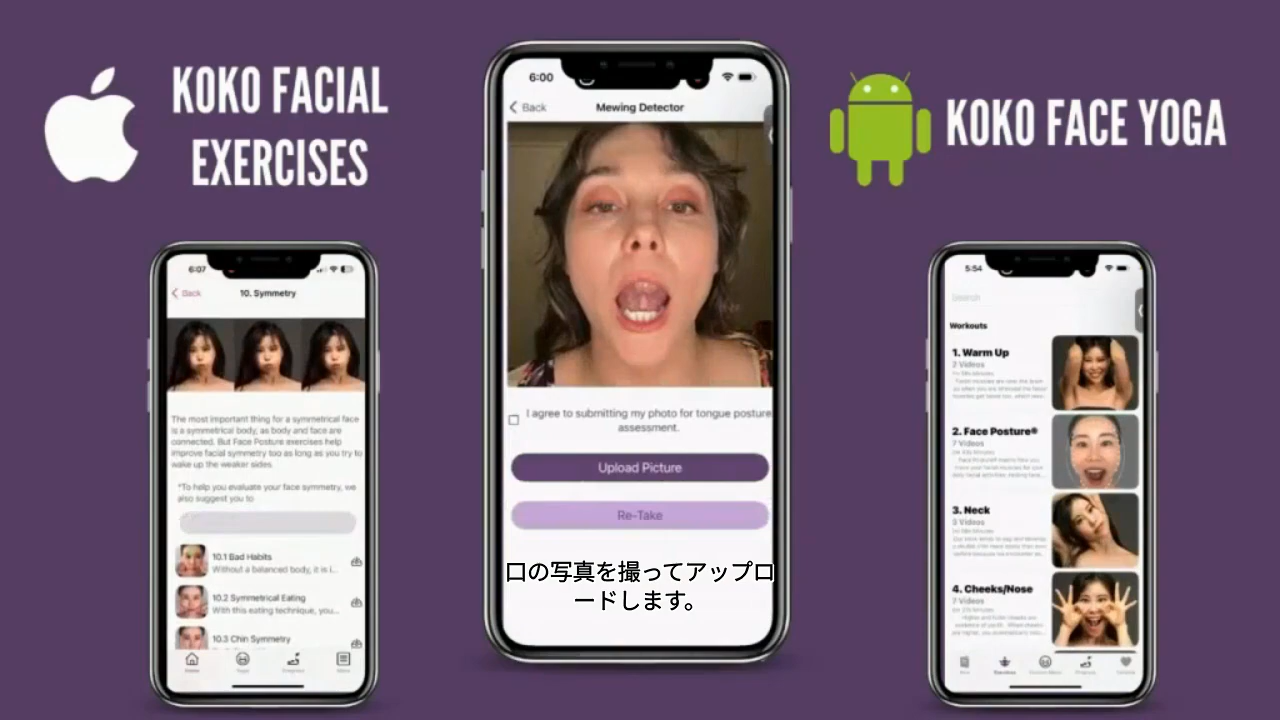 KOKO FACIAL
EXERCISES
KOKO FACE YOGA
6:07
Back
10. Symmetry
The most important thing for a symmetrical face
is a symmetrical body, as body and face are
connected. But Face Posture exercises help
improve facial symmetry too as long as you try to
wake up the weaker sides.
*To help you evaluate your face symmetry, we
also suggest you to
10.1 Bad Habits
Without a balanced body, it is i...
10.2 Symmetrical Eating
With this eating technique, you...
10.3 Chin Symmetry
6:00
Back
Mewing Detector
I agree to submitting my photo for tongue posture
assessment.
Upload Picture
Re-Take
口の写真を撮ってアップロ
ードします。
5:54
Search
Workouts
1. Warm Up
2 Videos
2. Face Posture®
7 Videos
3. Neck
3 Videos
4. Cheeks/Nose
7 Videos